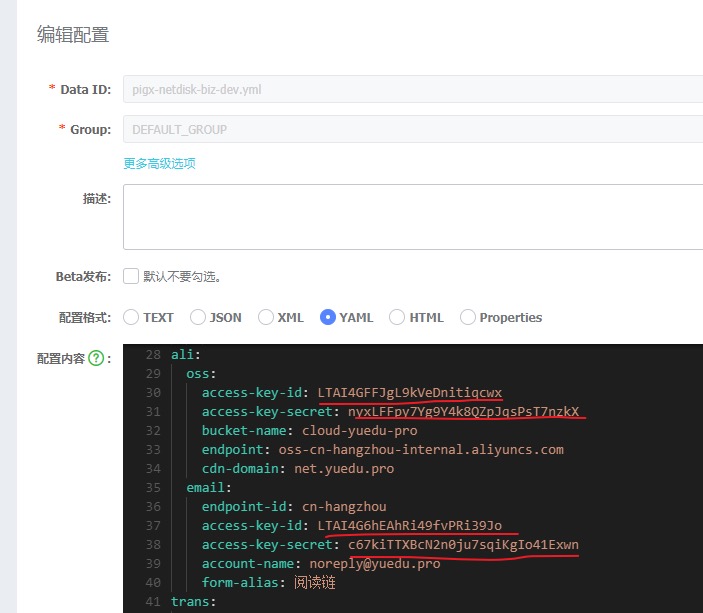 编辑配置
* Data ID: pigx-netdisk-biz-dev.yml
* Group: DEFAULT_GROUP
更多高级选项
描述:
Beta发布: 默认不要勾选。
配置格式: TEXT JSON XML YAML HTML Properties
配置内容 ? :
28 ali:
29 oss:
30 access-key-id: LTAI4GFFJgL9kVeDnitiqcwx
31 access-key-secret: nyxLFFpy7Yg9Y4k8QZpJqsPsT7nzkX
32 bucket-name: cloud-yuedu-pro
33 endpoint: oss-cn-hangzhou-internal.aliyuncs.com
34 cdn-domain: net.yuedu.pro
35 email:
36 endpoint-id: cn-hangzhou
37 access-key-id: LTAI4G6hEAhRi49fvPRi39Jo
38 access-key-secret: c67kiTTXBcN2n0ju7sqiKgIo41Exwn
39 account-name: noreply@yuedu.pro
40 form-alias: 阅读链
41 trans: